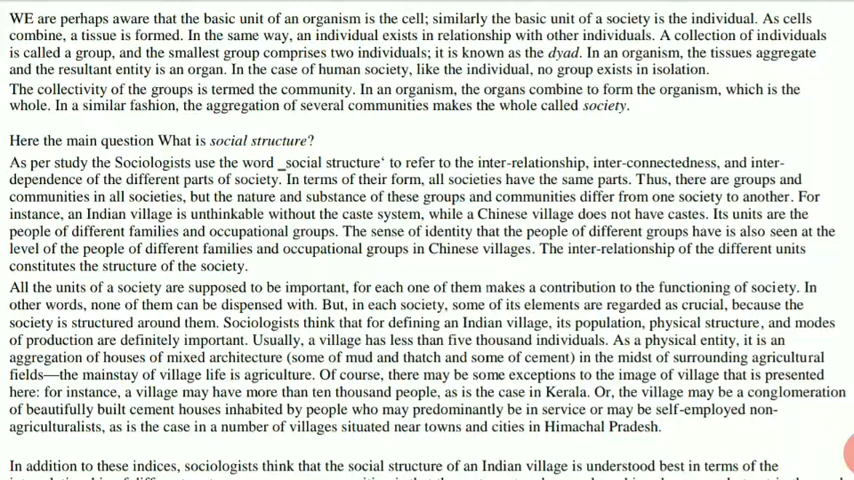 WE are perhaps aware that the basic unit of an organism is the cell; similarly the basic unit of a society is the individual. As cells
combine, a tissue is formed. In the same way, an individual exists in relationship with other individuals. A collection of individuals
is called a group, and the smallest group comprises two individuals; it is known as the dyad. In an organism, the tissues aggregate
and the resultant entity is an organ. In the case of human society, like the individual, no group exists in isolation.
The collectivity of the groups is termed the community. In an organism, the organs combine to form the organism, which is the
whole. In a similar fashion, the aggregation of several communities makes the whole called society.
Here the main question What is social structure?
As per study the Sociologists use the word _social structure‘ to refer to the inter-relationship, inter-connectedness, and inter-
dependence of the different parts of society. In terms of their form, all societies have the same parts. Thus, there are groups and
communities in all societies, but the nature and substance of these groups and communities differ from one society to another. For
instance, an Indian village is unthinkable without the caste system, while a Chinese village does not have castes. Its units are the
people of different families and occupational groups. The sense of identity that the people of different groups have is also seen at the
level of the people of different families and occupational groups in Chinese villages. The inter-relationship of the different units
constitutes the structure of the society.
All the units of a society are supposed to be important, for each one of them makes a contribution to the functioning of society. In
other words, none of them can be dispensed with. But, in each society, some of its elements are regarded as crucial, because the
society is structured around them. Sociologists think that for defining an Indian village, its population, physical structure, and modes
of production are definitely important. Usually, a village has less than five thousand individuals. As a physical entity, it is an
aggregation of houses of mixed architecture (some of mud and thatch and some of cement) in the midst of surrounding agricultural
fields—the mainstay of village life is agriculture. Of course, there may be some exceptions to the image of village that is presented
here: for instance, a village may have more than ten thousand people, as is the case in Kerala. Or, the village may be a conglomeration
of beautifully built cement houses inhabited by people who may predominantly be in service or may be self-employed non-
agriculturalists, as is the case in a number of villages situated near towns and cities in Himachal Pradesh.
In addition to these indices, sociologists think that the social structure of an Indian village is understood best in terms of the